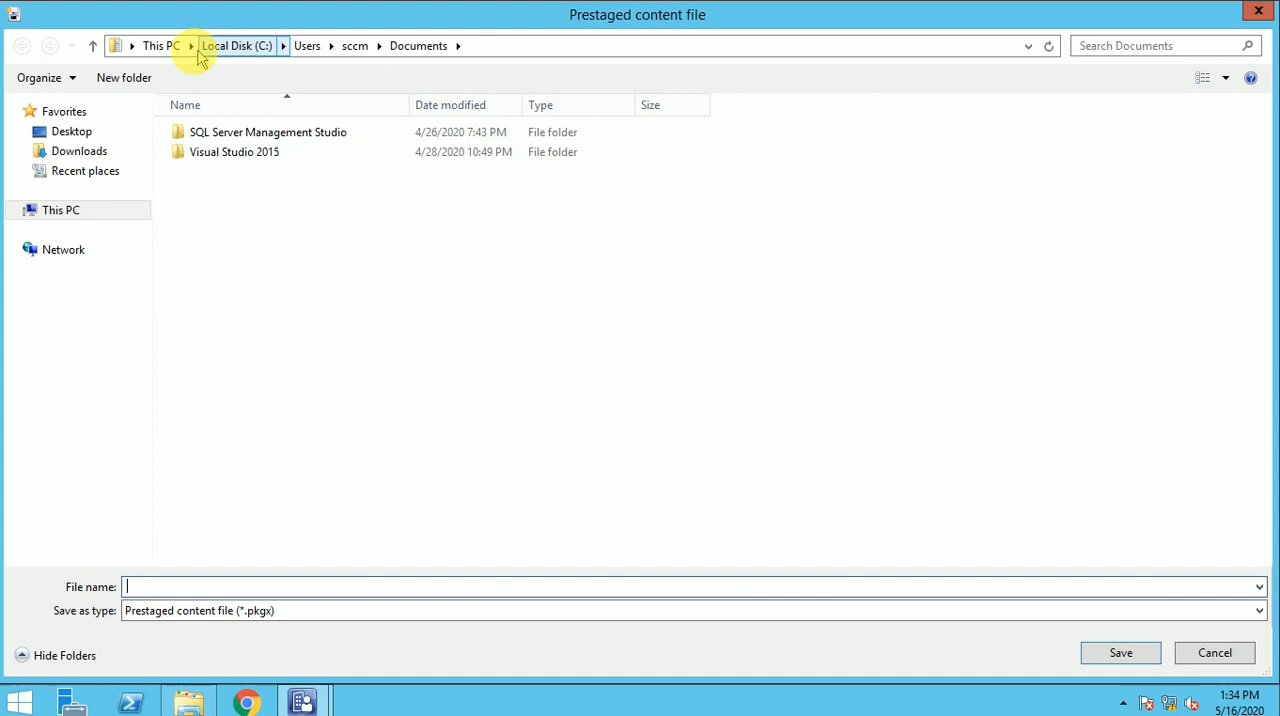 Prestaged content file
This PC Local Disk (C:) Users sccm Documents
Search Documents
Organize New folder
Name Date modified Type Size
Favorites
Desktop
Downloads
Recent places
This PC
Network
SQL Server Management Studio 4/26/2020 7:43 PM File folder
Visual Studio 2015 4/28/2020 10:49 PM File folder
File name:
Save as type: Prestaged content file (*.pkgx)
Hide Folders
Save Cancel
1:34 PM
5/16/2020